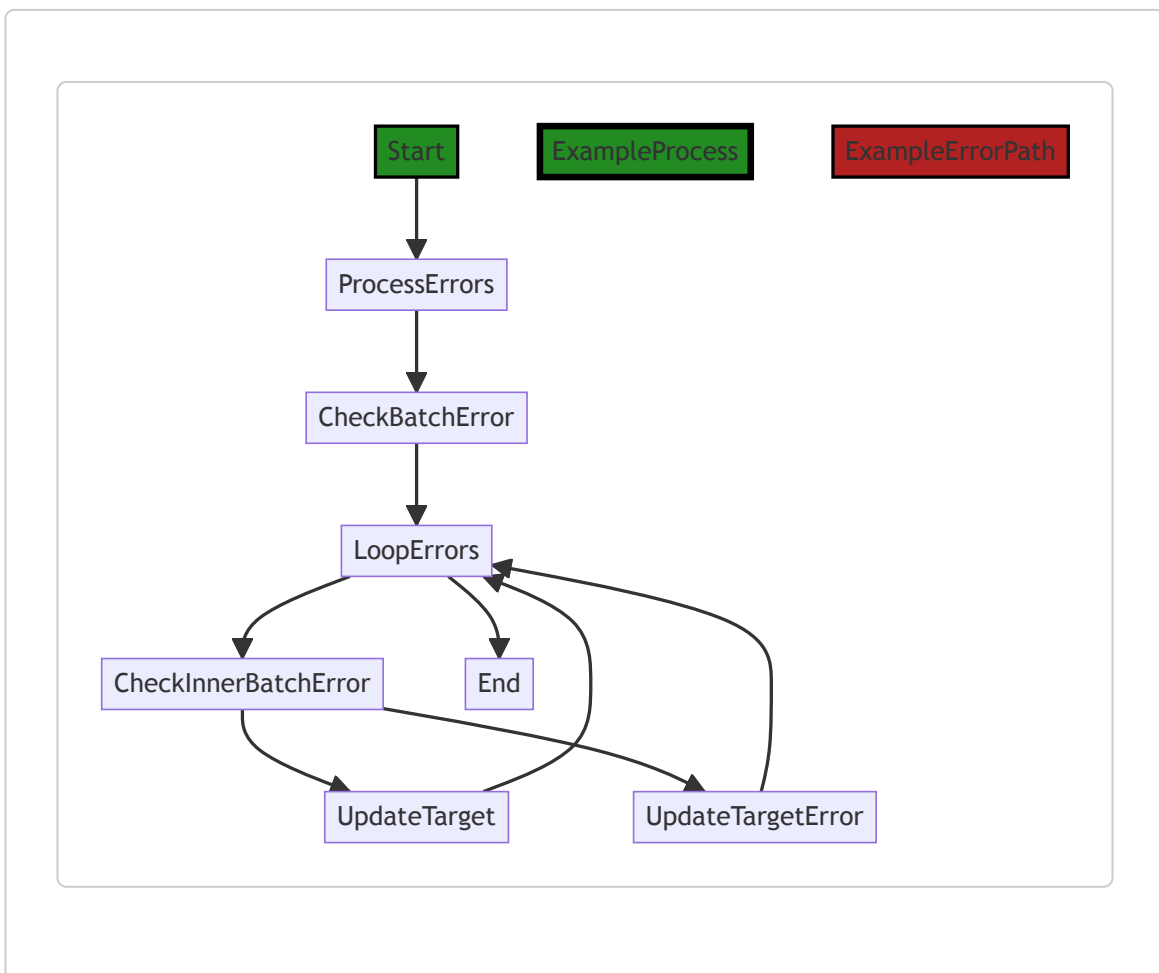 Start
ExampleProcess
ExampleErrorPath
ProcessErrors
CheckBatchError
LoopErrors
CheckInnerBatchError
End
UpdateTarget
UpdateTargetError